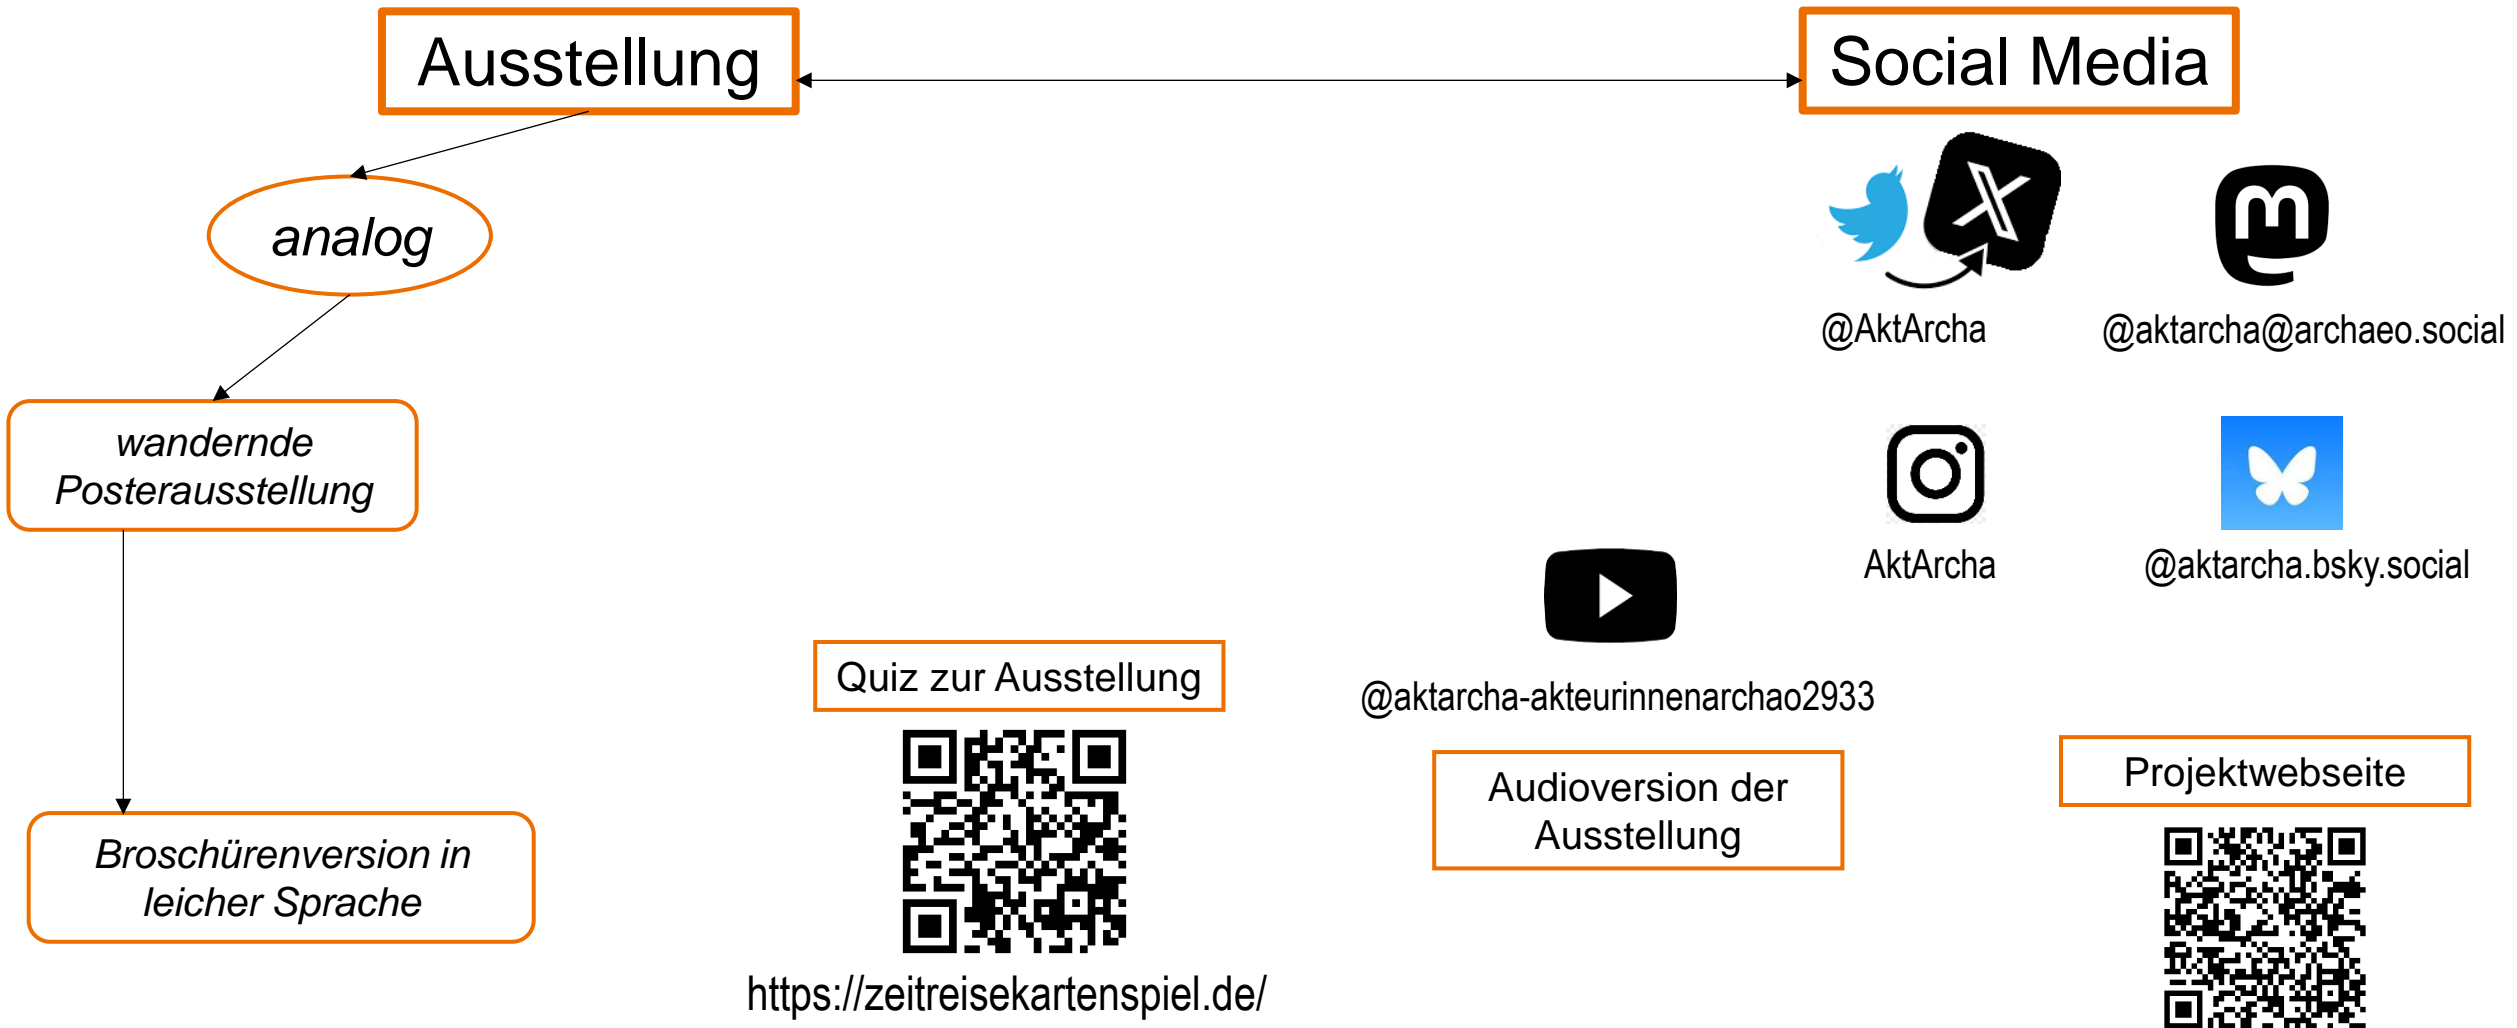 Ausstellung
Social Media
analog
@AktArcha
@aktarcha@archaeo.social
wandernde
Posterausstellung
AktArcha
@aktarcha.bsky.social
Quiz zur Ausstellung
@aktarcha-akteurinnenarchao2933
Audioversion der
Ausstellung
Projektwebseite
Broschürenversion in
leicher Sprache
https://zeitreisekartenspiel.de/